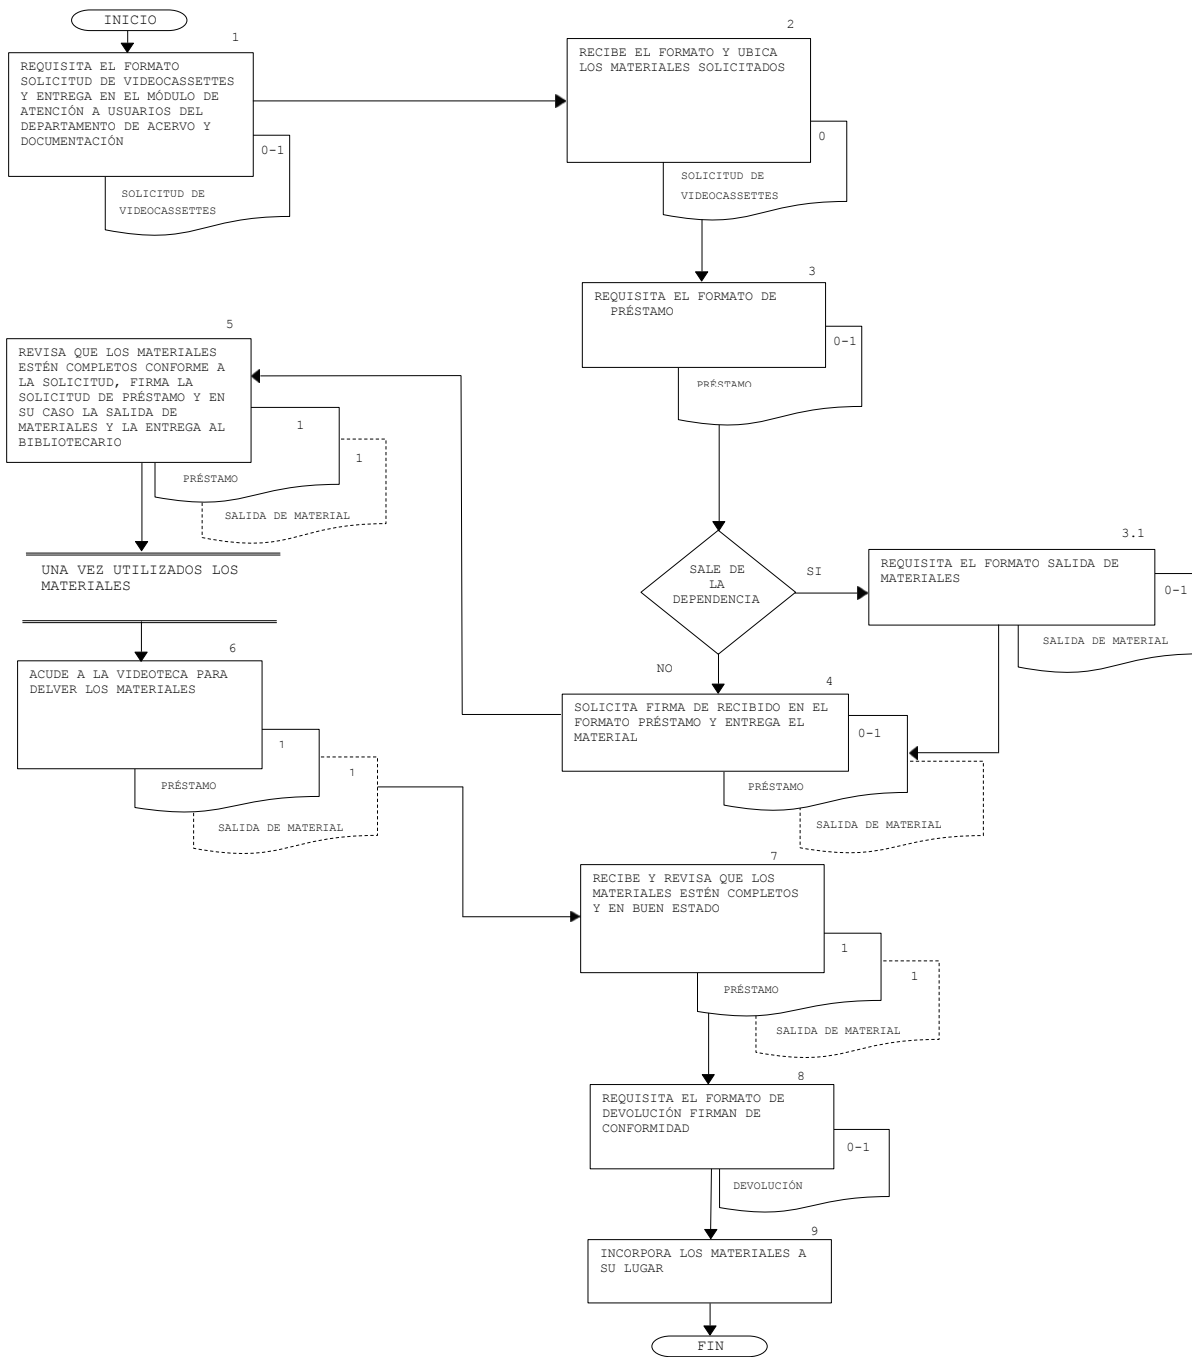 INICIO
1
REQUISITA EL FORMATO
SOLICITUD DE VIDEOCASSETTES
Y ENTREGA EN EL MÓDULO DE
ATENCIÓN A USUARIOS DEL
DEPARTAMENTO DE ACERVO Y
DOCUMENTACIÓN
0-1
SOLICITUD DE
VIDEOCASSETTES
2
RECIBE EL FORMATO Y UBICA
LOS MATERIALES SOLICITADOS
0
SOLICITUD DE
VIDEOCASSETTES
3
REQUISITA EL FORMATO DE
PRÉSTAMO
0-1
PRÉSTAMO
SALE DE
LA
DEPENDENCIA
SI
NO
3.1
REQUISITA EL FORMATO SALIDA DE
MATERIALES
0-1
SALIDA DE MATERIAL
4
SOLICITA FIRMA DE RECIBIDO EN EL
FORMATO PRÉSTAMO Y ENTREGA EL
MATERIAL
0-1
PRÉSTAMO
SALIDA DE MATERIAL
5
REVISA QUE LOS MATERIALES
ESTÉN COMPLETOS CONFORME A
LA SOLICITUD, FIRMA LA
SOLICITUD DE PRÉSTAMO Y EN
SU CASO LA SALIDA DE
MATERIALES Y LA ENTREGA AL
BIBLIOTECARIO
1
1
PRÉSTAMO
SALIDA DE MATERIAL
UNA VEZ UTILIZADOS LOS
MATERIALES
6
ACUDE A LA VIDEOTECA PARA
DELVER LOS MATERIALES
1
1
PRÉSTAMO
SALIDA DE MATERIAL
7
RECIBE Y REVISA QUE LOS
MATERIALES ESTÉN COMPLETOS
Y EN BUEN ESTADO
1
1
PRÉSTAMO
SALIDA DE MATERIAL
8
REQUISITA EL FORMATO DE
DEVOLUCIÓN FIRMAN DE
CONFORMIDAD
0-1
DEVOLUCIÓN
9
INCORPORA LOS MATERIALES A
SU LUGAR
FIN